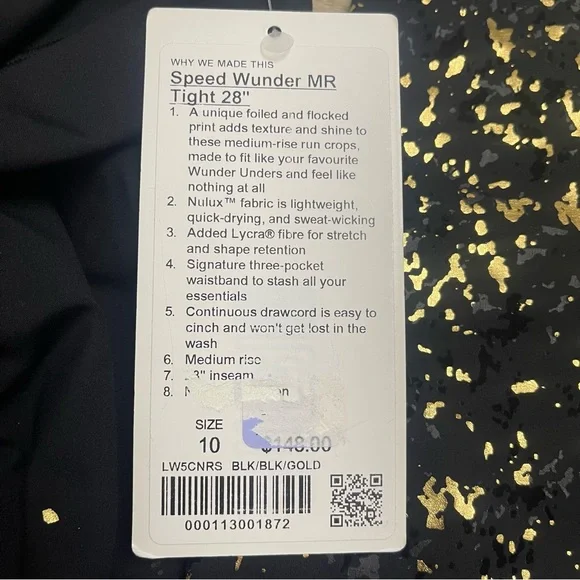 WHY WE MADE THIS
Speed Wunder MR
Tight 28"
1. A unique foiled and flocked
print adds texture and shine to
these medium-rise run crops,
made to fit like your favourite
Wunder Unders and feel like
nothing at all
2. Nulux™ fabric is lightweight,
quick-drying, and sweat-wicking
3. Added Lycra® fibre for stretch
and shape retention
4. Signature three-pocket
waistband to stash all your
essentials
5. Continuous drawcord is easy to
cinch and won't get lost in the
wash
6. Medium rise
7. inseam
8.
SIZE
10 $148.00
LW5CNRS BLK/BLK/GOLD
000113001872